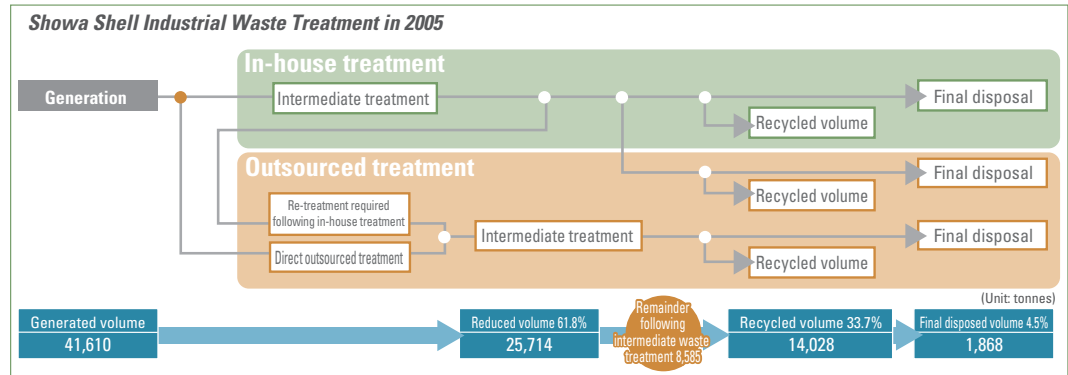 Showa Shell Industrial Waste Treatment in 2005
In-house treatment
Generation
Intermediate treatment
Final disposal
Recycled volume
Outsourced treatment
Final disposal
Recycled volume
Re-treatment required
following in-house treatment
Intermediate treatment
Final disposal
Direct outsourced treatment
Recycled volume
(Unit: tonnes)
Generated volume
41,610
Reduced volume 61.8%
25,714
Remainder
following
intermediate waste
treatment 8,585
Recycled volume 33.7%
14,028
Final disposed volume 4.5%
1,868